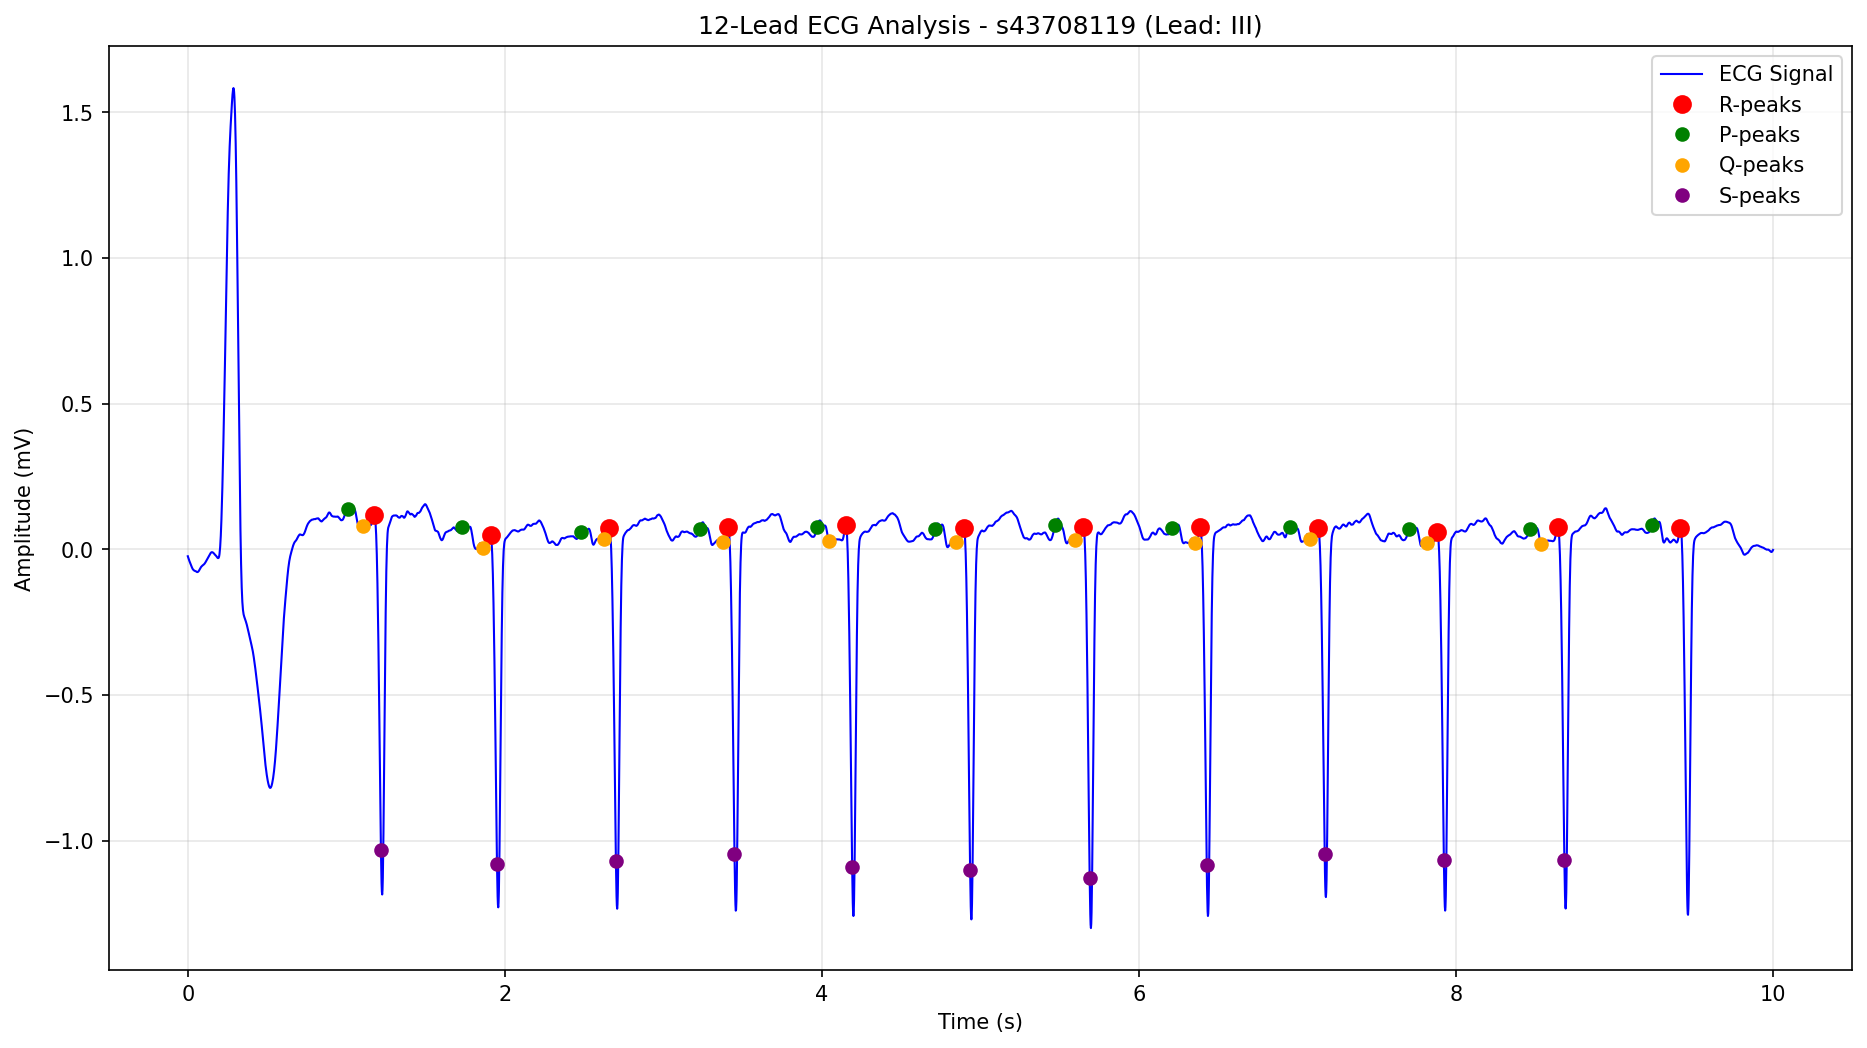 12-Lead ECG Analysis - s43708119 (Lead: III)
ECG Signal
R-peaks
P-peaks
Q-peaks
S-peaks
Amplitude (mV)
1.5
1.0
0.5
0.0
−0.5
−1.0
0 2 4 6 8 10
Time (s)